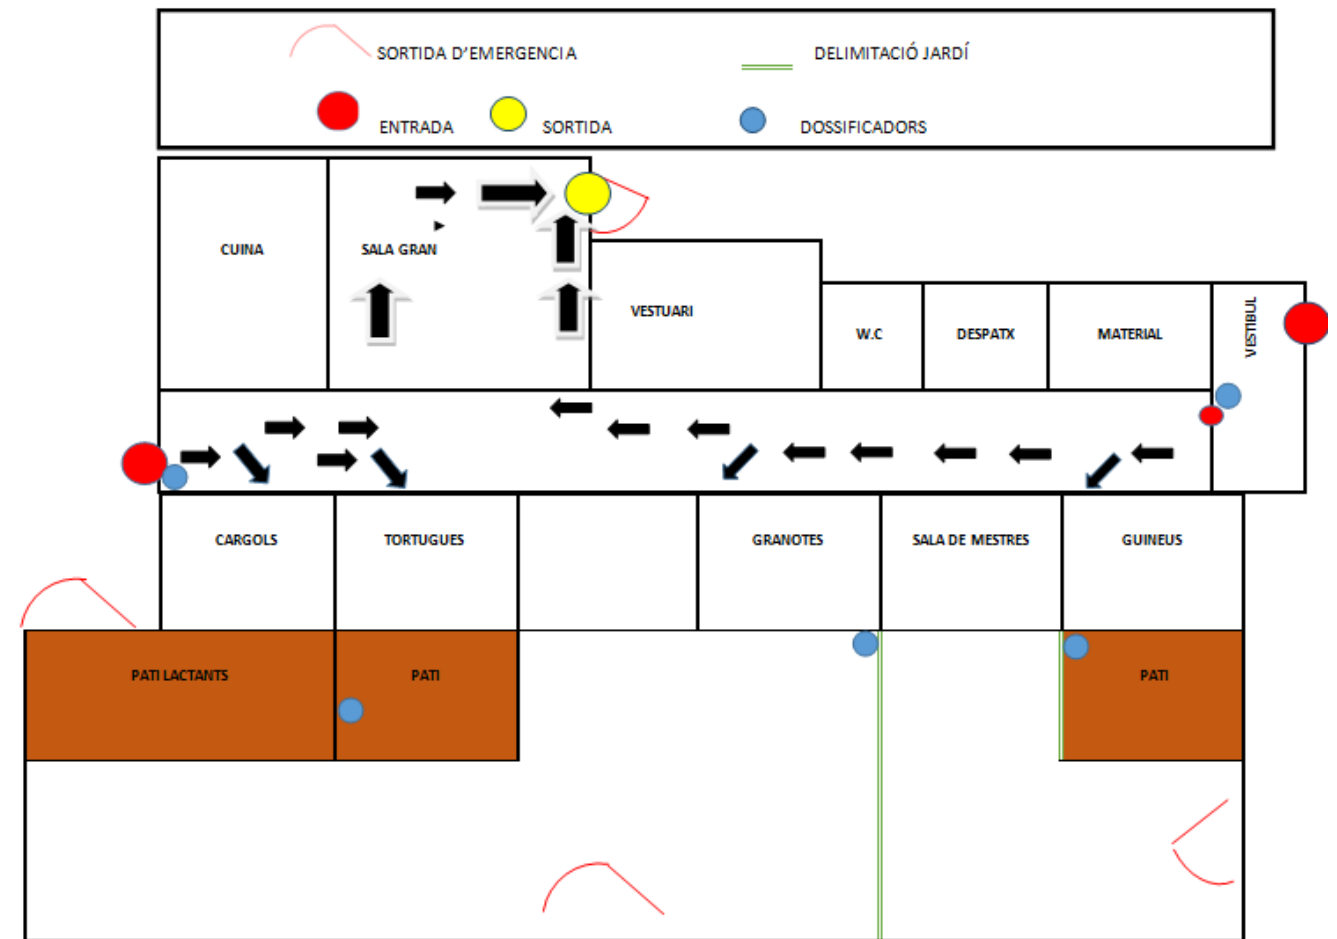 SORTIDA D'EMERGENCIA
DELIMITACIÓ JARDÍ
ENTRADA
SORTIDA
DOSSIFICADORS
CUINA
SALA GRAN
VESTUARI
W.C
DESPATX
MATERIAL
VESTIBUL
CARGOLS
TORTUGUES
GRANOTES
SALA DE MESTRES
GUINEUS
PATI LACTANTS
PATI
PATI